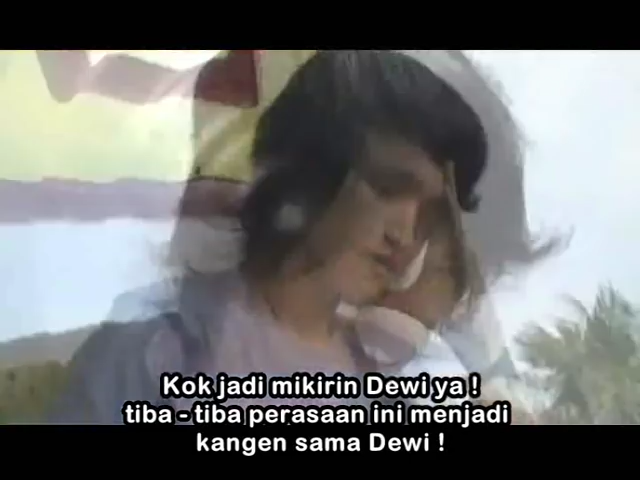 Kok jadi mikirin Dewi ya !
tiba - tiba perasaan ini menjadi
kangen sama Dewi !